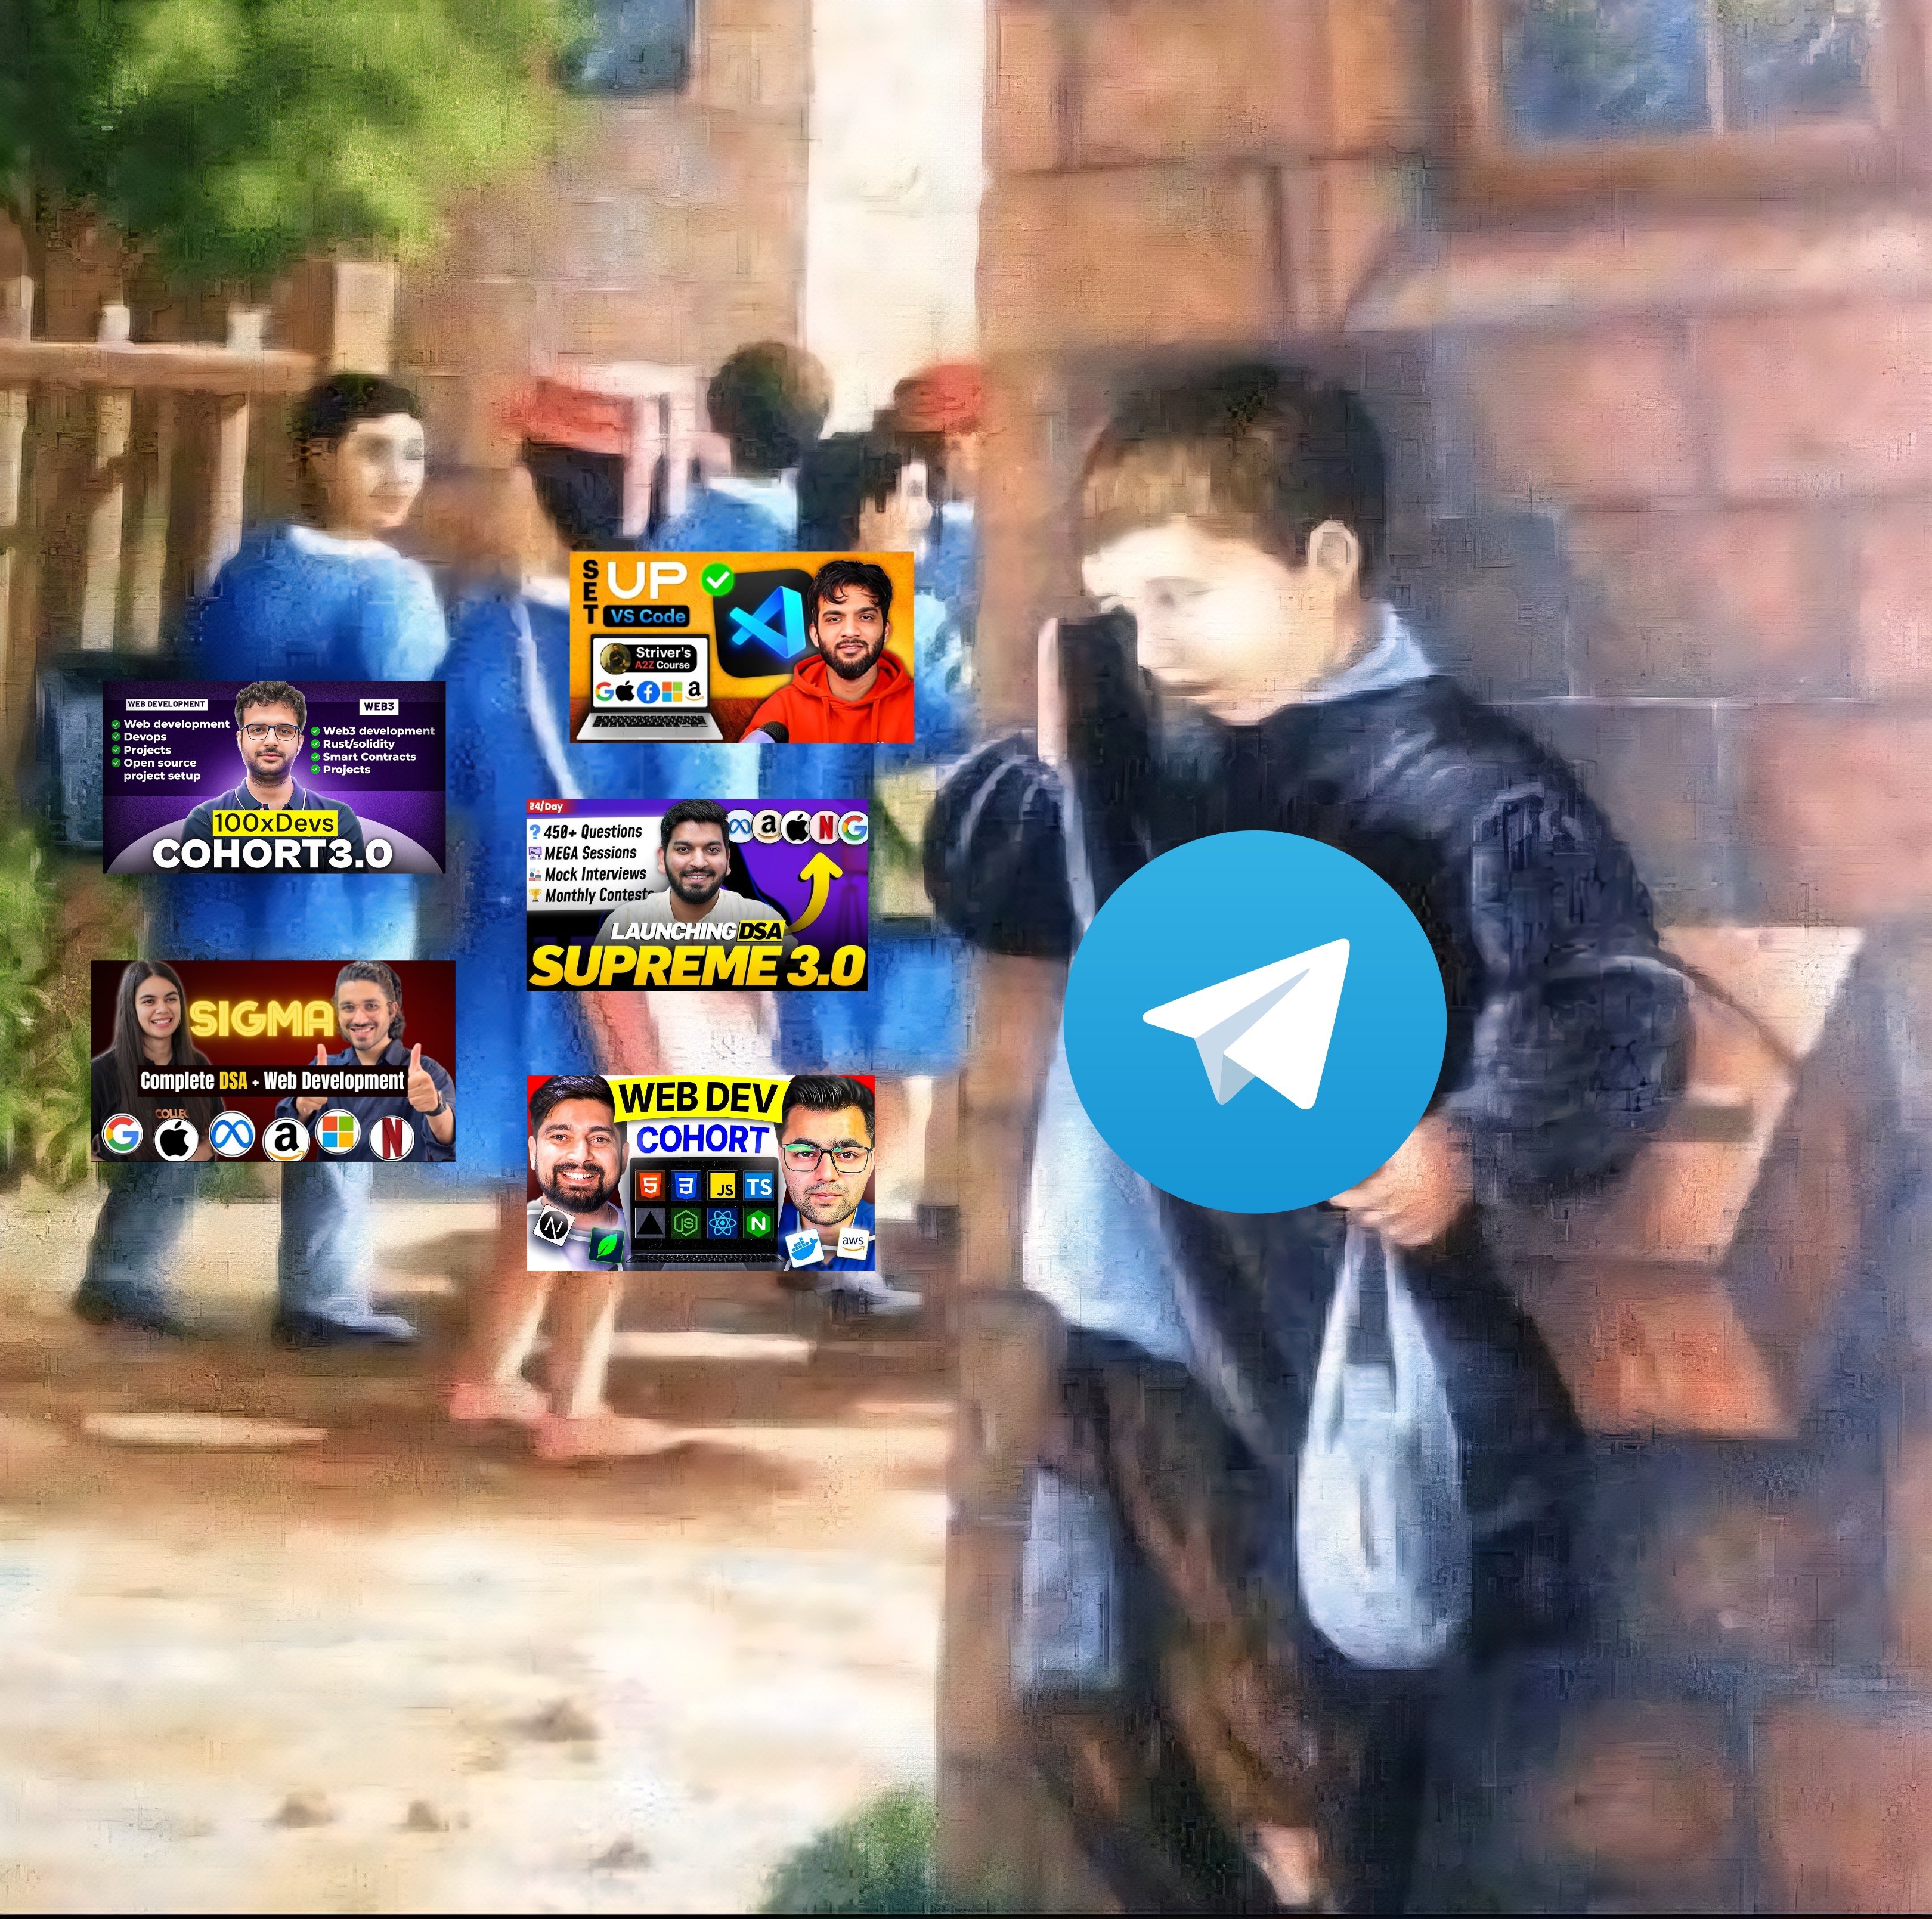 SET
UP
VS Code
Striver's
A2Z Course
WEB DEVELOPMENT
Web development
Devops
Projects
Open source
project setup
WEB3
Web3 development
Rust/solidity
Smart Contracts
Projects
100xDevs
COHORT3.0
₹4/Day
450+ Questions
MEGA Sessions
Mock Interviews
Monthly Contests
LAUNCHING DSA
SUPREME 3.0
SIGMA
Complete DSA + Web Development
COLLEG
WEB DEV
COHORT
JS
TS
JS
N
N
aws